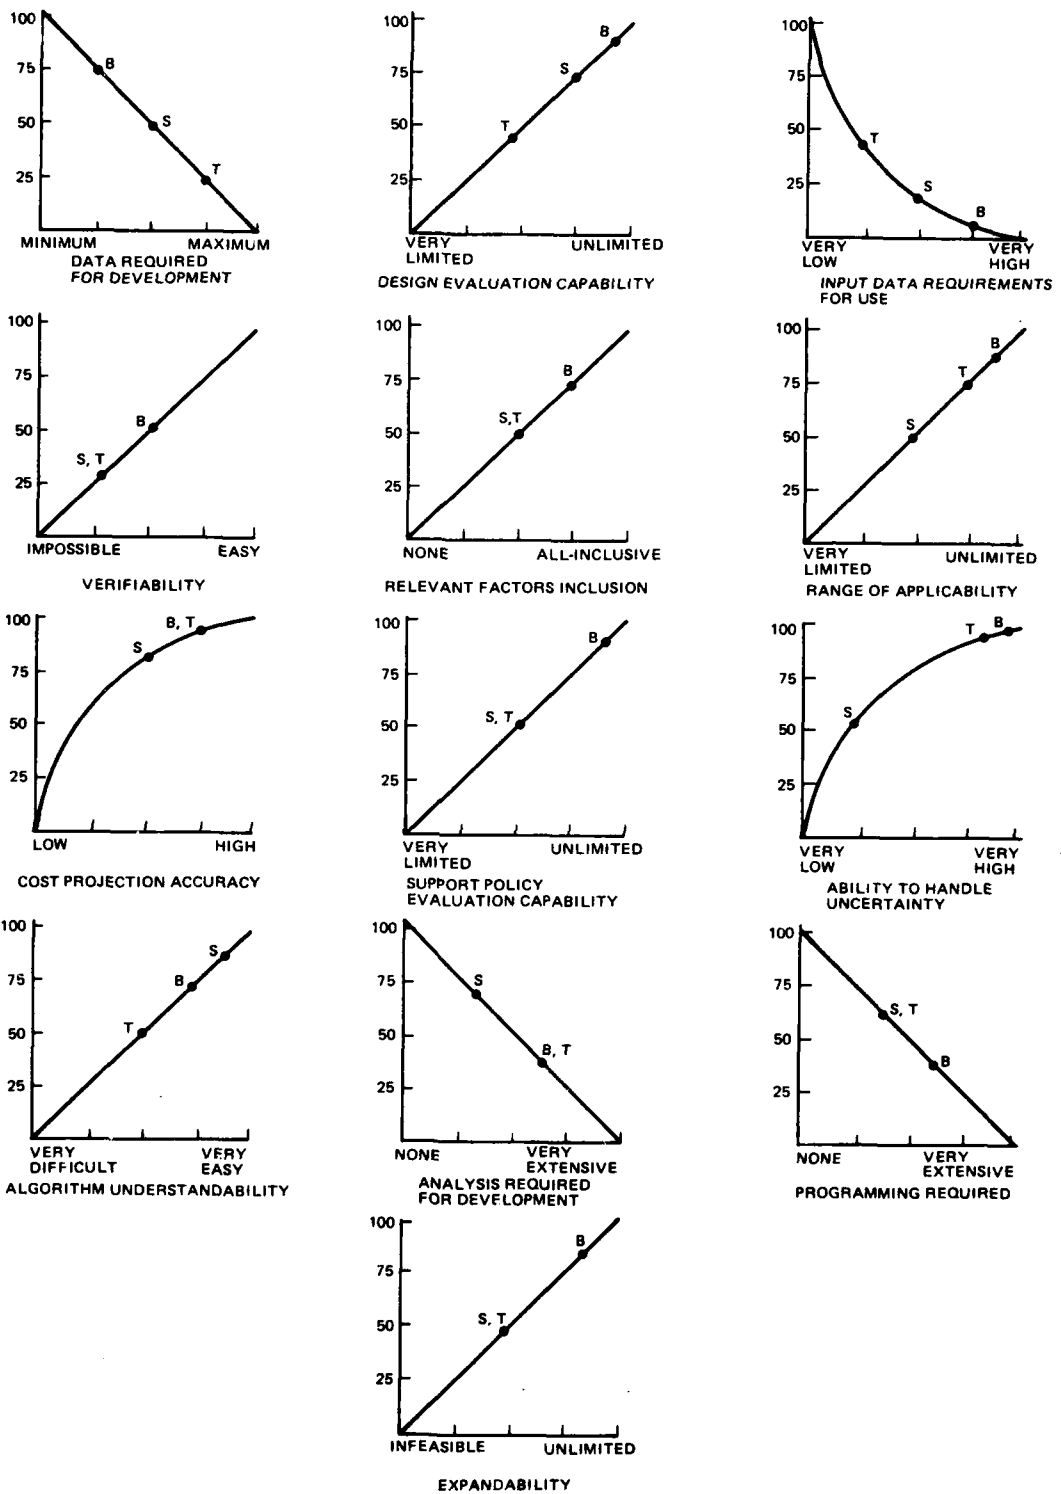 100
75
50
25
B
S
T
MINIMUM MAXIMUM
DATA REQUIRED
FOR DEVELOPMENT
100
75
50
25
B
S
T
VERY UNLIMITED
LIMITED
DESIGN EVALUATION CAPABILITY
100
75
50
25
T
S
B
VERY VERY
LOW HIGH
INPUT DATA REQUIREMENTS
FOR USE
100
75
50
25
B
S, T
IMPOSSIBLE EASY
VERIFIABILITY
100
75
50
25
B
S,T
NONE ALL-INCLUSIVE
RELEVANT FACTORS INCLUSION
100
75
50
25
B
T
S
VERY UNLIMITED
LIMITED
RANGE OF APPLICABILITY
100
75
50
25
B, T
S
LOW HIGH
COST PROJECTION ACCURACY
100
75
50
25
B
S, T
VERY UNLIMITED
LIMITED
SUPPORT POLICY
EVALUATION CAPABILITY
100
75
50
25
T B
S
VERY VERY
LOW HIGH
ABILITY TO HANDLE
UNCERTAINTY
100
75
50
25
S
B
T
VERY VERY
DIFFICULT EASY
ALGORITHM UNDERSTANDABILITY
100
75
50
25
S
B, T
NONE VERY
EXTENSIVE
ANALYSIS REQUIRED
FOR DEVELOPMENT
100
75
50
25
S, T
B
NONE VERY
EXTENSIVE
PROGRAMMING REQUIRED
100
75
50
25
B
S, T
INFEASIBLE UNLIMITED
EXPANDABILITY